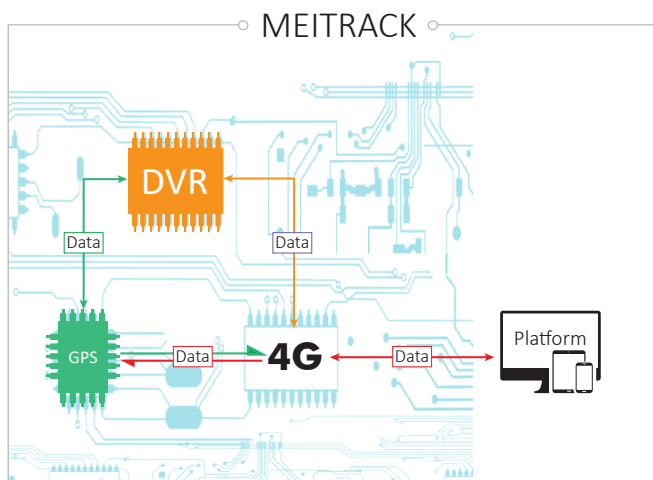 MEITRACK
DVR
Data
Data
Platform
GPS
Data
4G
Data